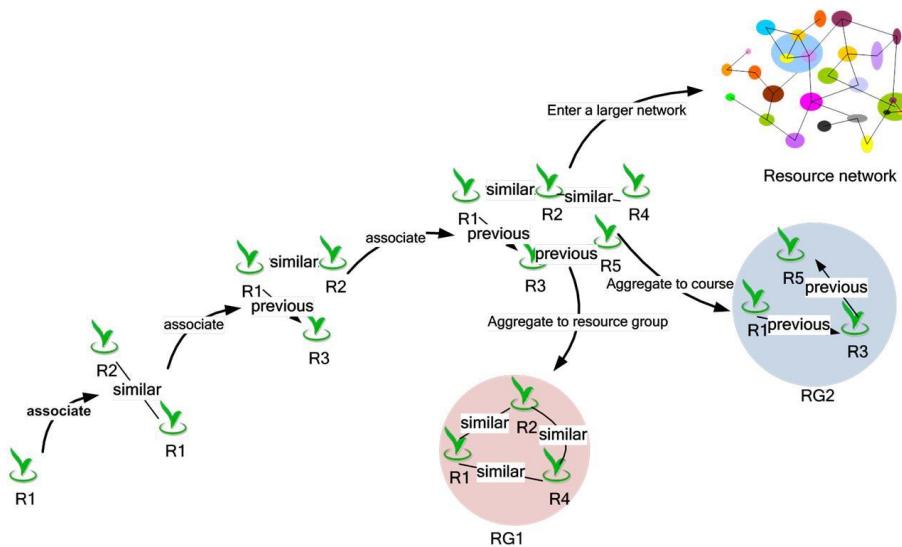 Enter a larger network
Resource network
similar
similar
R1
R2
R4
previous
associate
previous
R3
R5
similar
R1
R2
previous
R3
associate
Aggregate to course
Aggregate to resource group
R5
previous
R1
previous
R3
RG2
R2
similar
R1
associate
R1
similar
R2
similar
R1
similar
R4
RG1